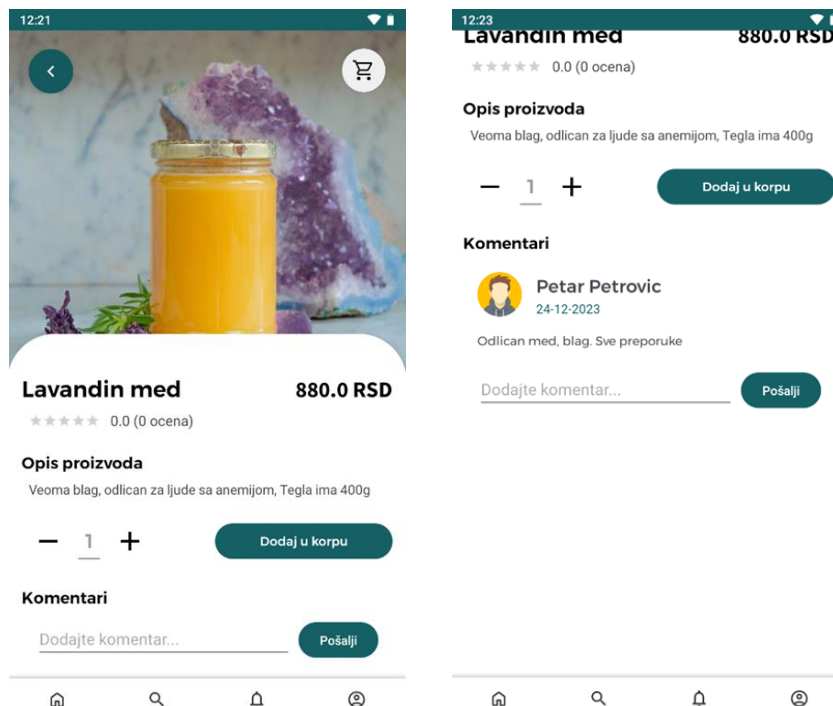 12:21
Lavandin med 880.0 RSD
0.0 (0 ocena)
Opis proizvoda
Veoma blag, odlican za ljude sa anemijom, Tegla ima 400g
1 Dodaj u korpu
Komentari
Dodajte komentar... Pošalji
12:23
Lavandin med 880.0 RSD
0.0 (0 ocena)
Opis proizvoda
Veoma blag, odlican za ljude sa anemijom, Tegla ima 400g
1 Dodaj u korpu
Komentari
Petar Petrovic
24-12-2023
Odlican med, blag. Sve preporuke
Dodajte komentar... Pošalji